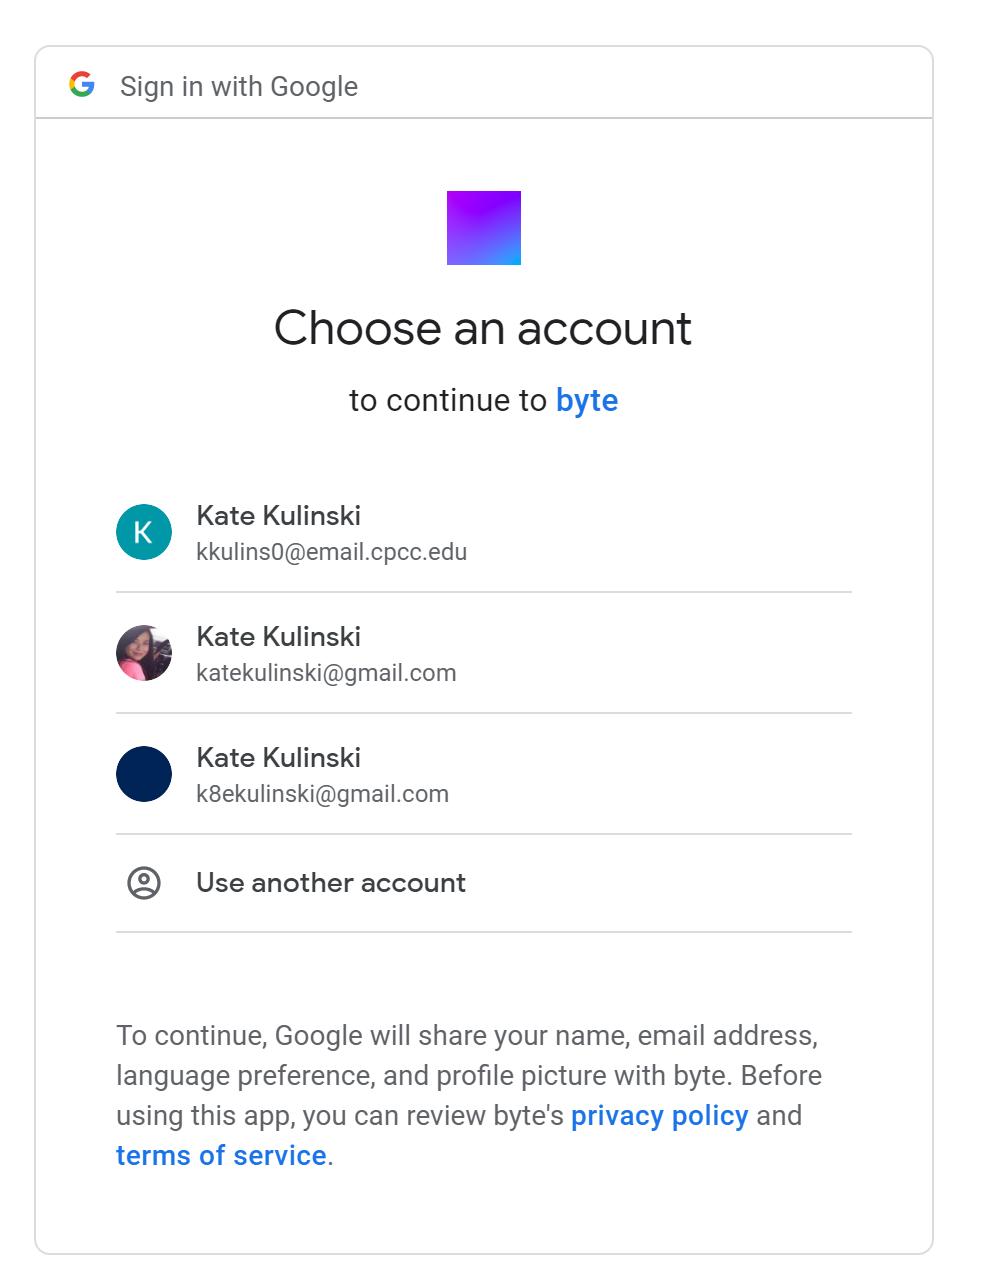 Sign in with Google
Choose an account
to continue to byte
K
Kate Kulinski
kkulins0@email.cpcc.edu
Kate Kulinski
katekulinski@gmail.com
Kate Kulinski
k8ekulinski@gmail.com
Use another account
To continue, Google will share your name, email address,
language preference, and profile picture with byte. Before
using this app, you can review byte's privacy policy and
terms of service.